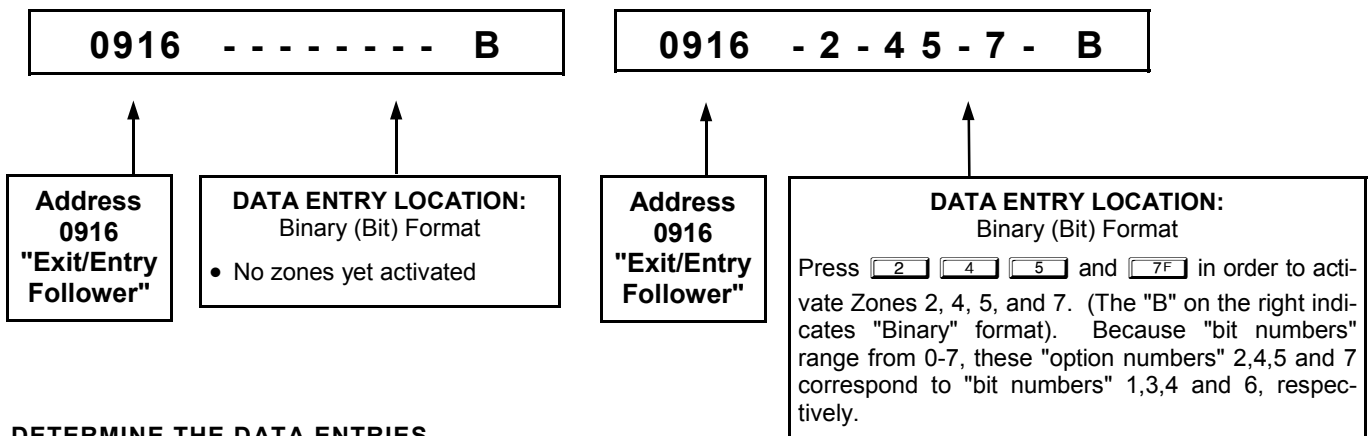 0916 - - - - - - - - B
0916 - 2 - 4 5 - 7 - B
Address
0916
"Exit/Entry
Follower"
DATA ENTRY LOCATION:
Binary (Bit) Format
• No zones yet activated
Address
0916
"Exit/Entry
Follower"
DATA ENTRY LOCATION:
Binary (Bit) Format
Press 2 4 5 and 7F in order to acti-
vate Zones 2, 4, 5, and 7. (The "B" on the right indi-
cates "Binary" format). Because "bit numbers"
range from 0-7, these "option numbers" 2,4,5 and 7
correspond to "bit numbers" 1,3,4 and 6, respec-
tively.
DETERMINE THE DATA ENTRIES